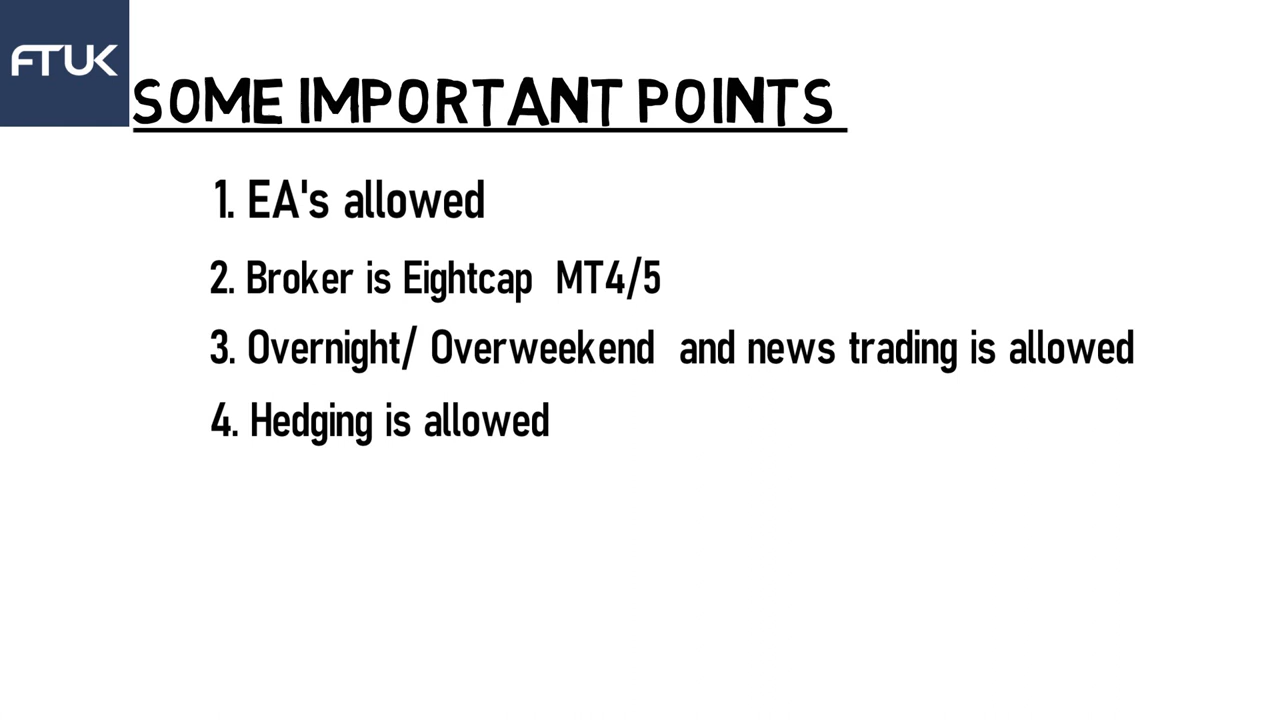 FTUK
SOME IMPORTANT POINTS
1. EA's allowed
2. Broker is Eightcap MT4/5
3. Overnight/ Overweekend and news trading is allowed
4. Hedging is allowed